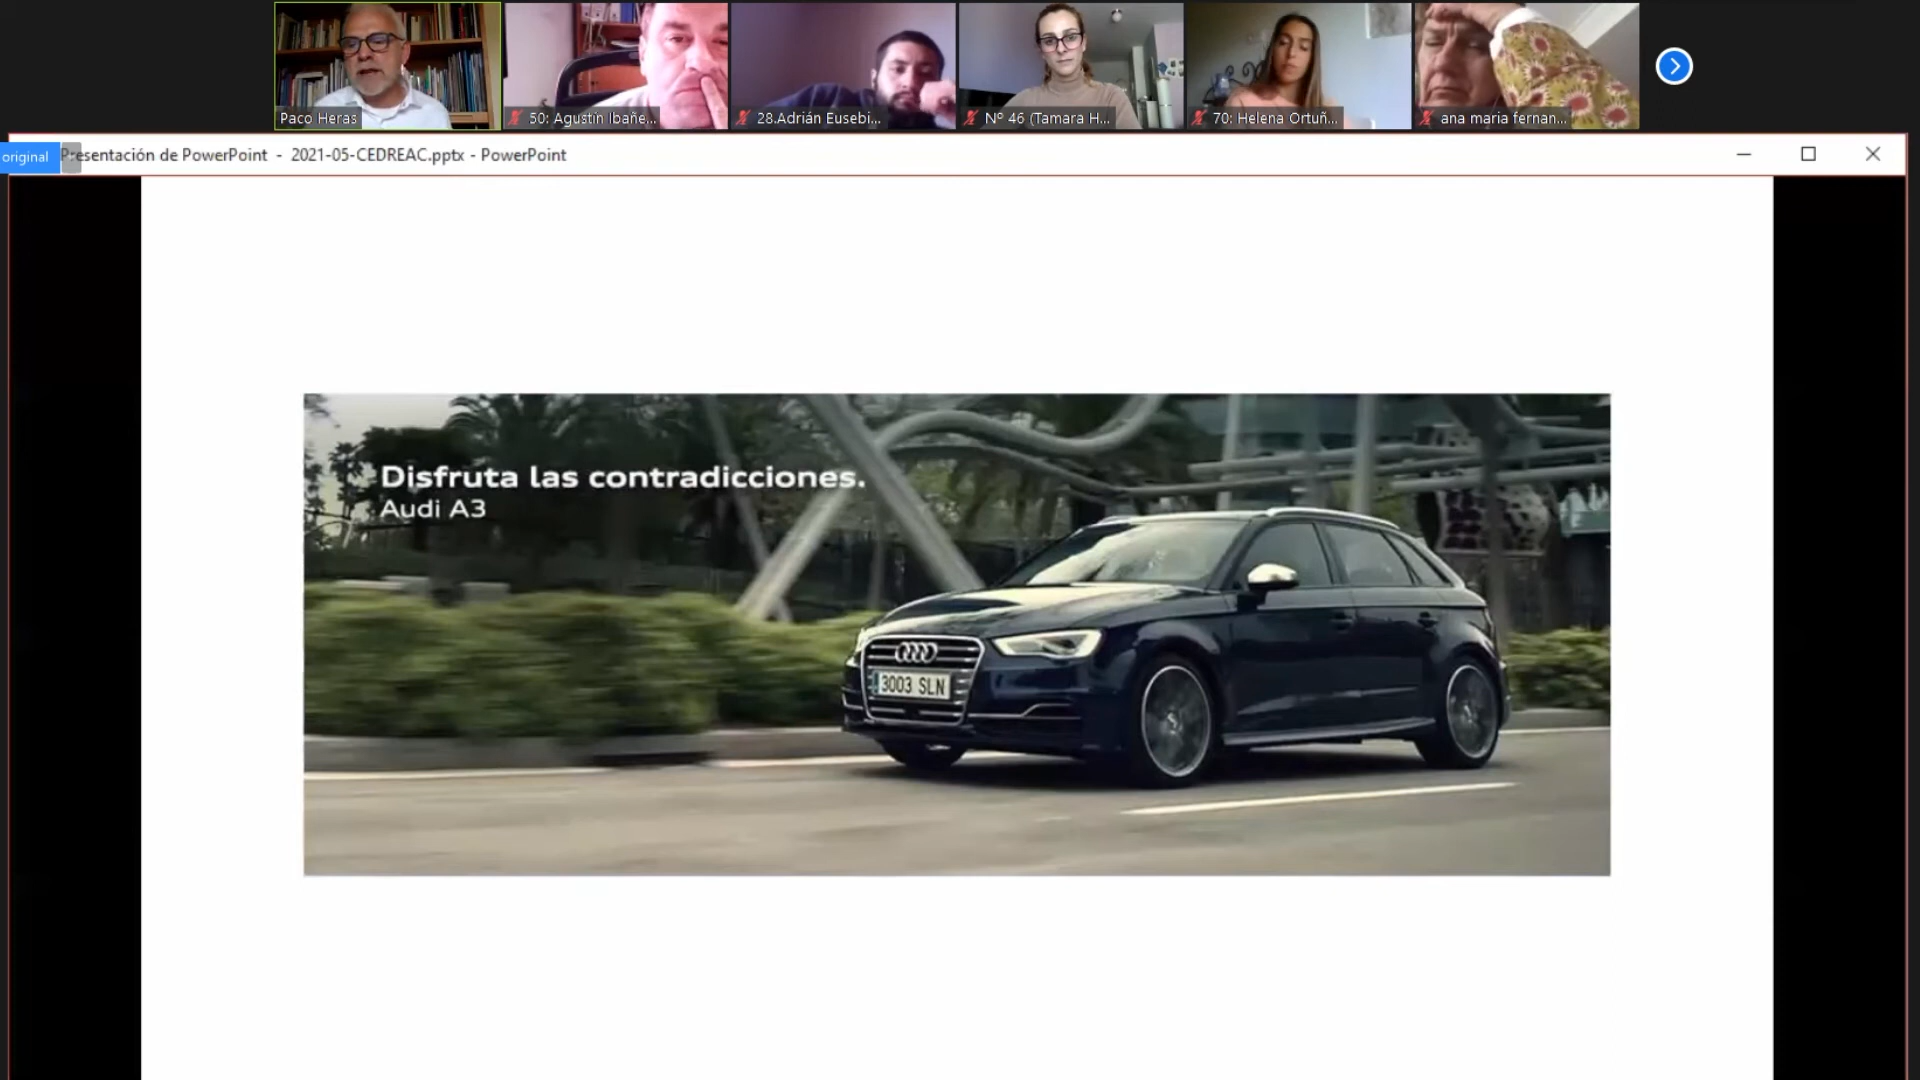 Paco Heras
50: Agustín Ibañe...
28.Adrián Eusebi...
Nº 46 (Tamara H...
70: Helena Ortuñ...
ana maria fernan...
original
Presentación de PowerPoint - 2021-05-CEDREAC.pptx - PowerPoint
Disfruta las contradicciones.
Audi A3
3003 SLN